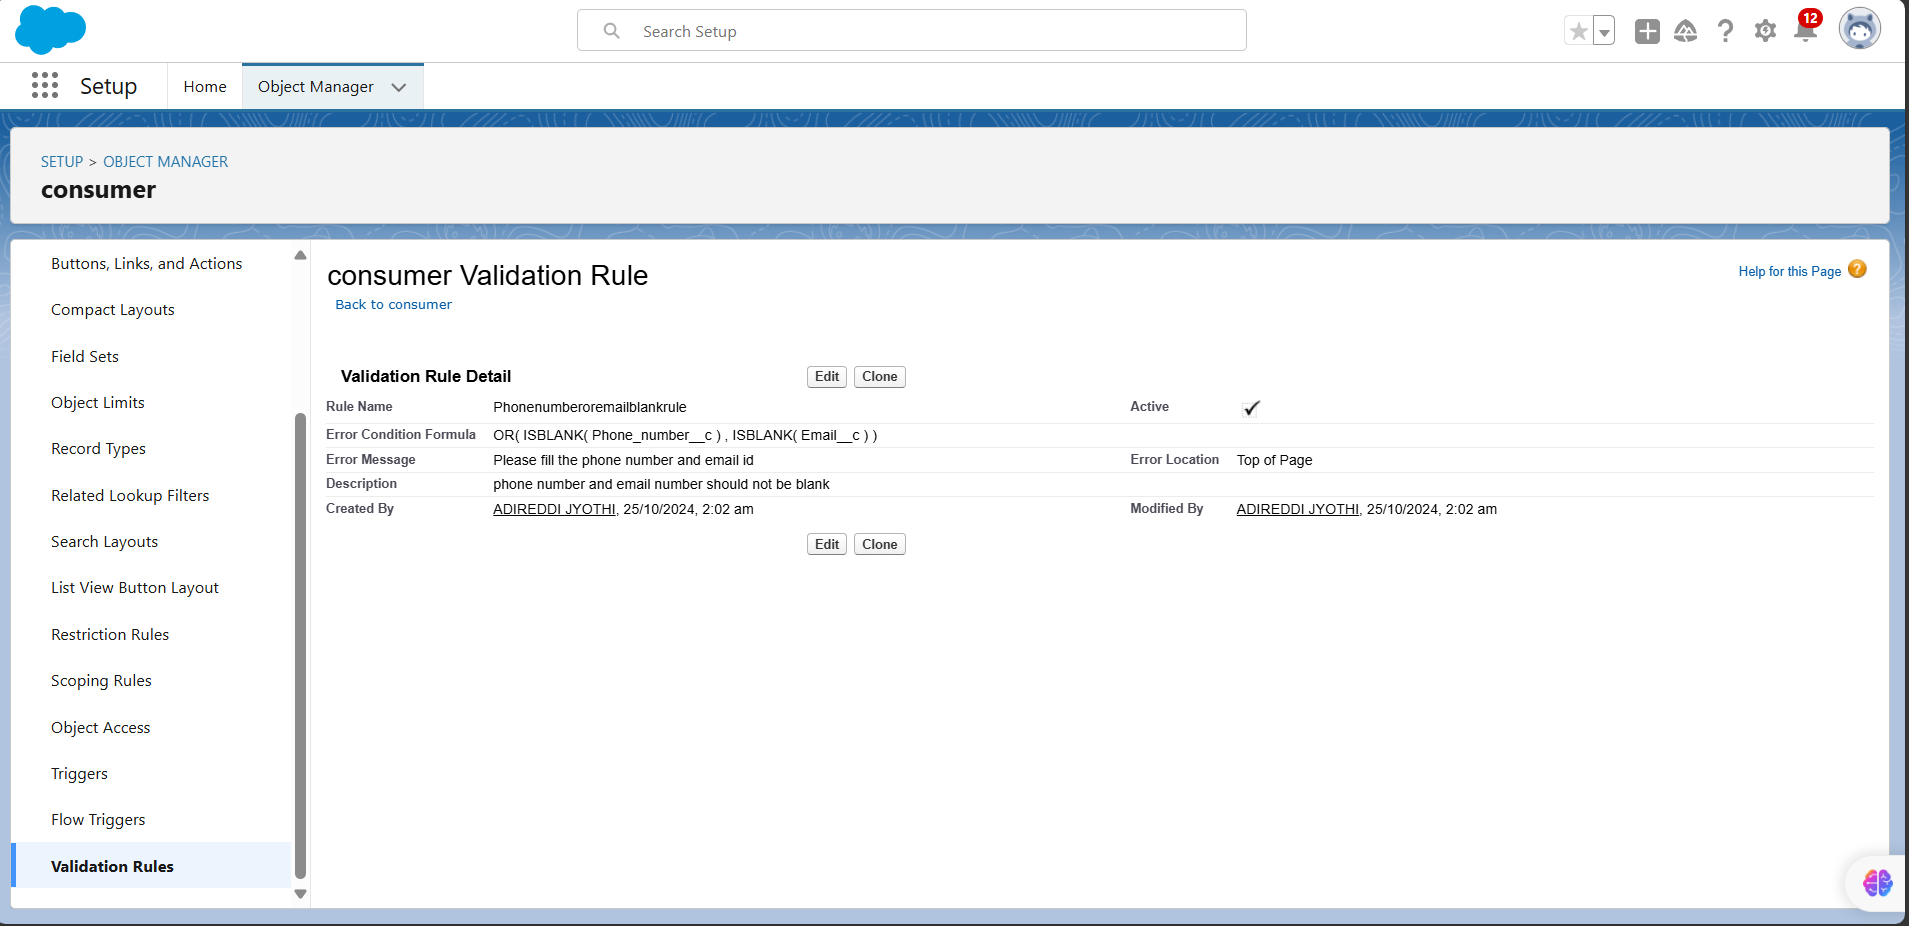 Search Setup
12
Setup
Home
Object Manager
SETUP > OBJECT MANAGER
consumer
Buttons, Links, and Actions
Compact Layouts
Field Sets
Object Limits
Record Types
Related Lookup Filters
Search Layouts
List View Button Layout
Restriction Rules
Scoping Rules
Object Access
Triggers
Flow Triggers
Validation Rules
consumer Validation Rule
Back to consumer
Help for this Page ?
Validation Rule Detail Edit Clone
Rule Name Phonenumberoremailblankrule Active
Error Condition Formula OR( ISBLANK( Phone_number__c ) , ISBLANK( Email__c ) )
Error Message Please fill the phone number and email id Error Location Top of Page
Description phone number and email number should not be blank
Created By ADIREDDI JYOTHI, 25/10/2024, 2:02 am Modified By ADIREDDI JYOTHI, 25/10/2024, 2:02 am
Edit Clone